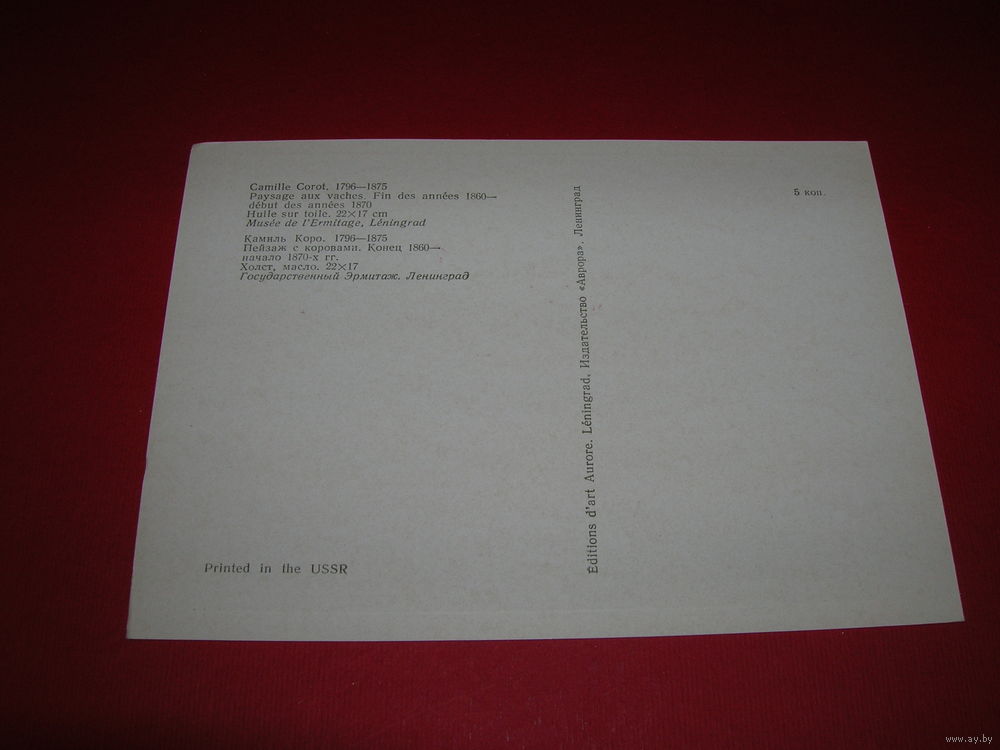 Camille Corot. 1796—1875
Paysage aux vaches. Fin des années 1860—
début des années 1870
Huile sur toile. 22×17 cm
Musée de l'Ermitage, Léningrad
Камиль Коро. 1796—1875
Пейзаж с коровами. Конец 1860—
начало 1870-х гг.
Холст, масло. 22×17
Государственный Эрмитаж. Ленинград
Printed in the USSR
Éditions d'art Aurore. Léningrad. Издательство «Аврора». Ленинград
5 коп.
www.ay.by